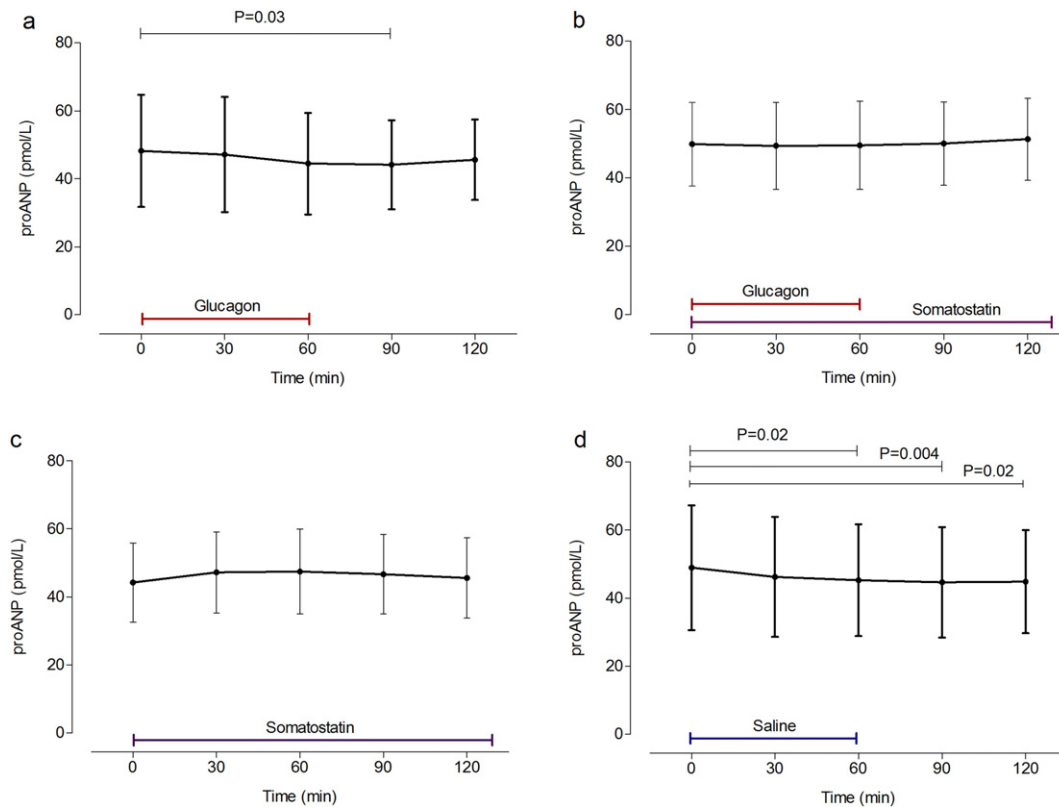 a
P=0.03
80
60
40
20
0
proANP (pmol/L)
Glucagon
0 30 60 90 120
Time (min)
b
80
60
40
20
0
proANP (pmol/L)
Glucagon
Somatostatin
0 30 60 90 120
Time (min)
c
80
60
40
20
0
proANP (pmol/L)
Somatostatin
0 30 60 90 120
Time (min)
d
P=0.02
P=0.004
P=0.02
80
60
40
20
0
proANP (pmol/L)
Saline
0 30 60 90 120
Time (min)